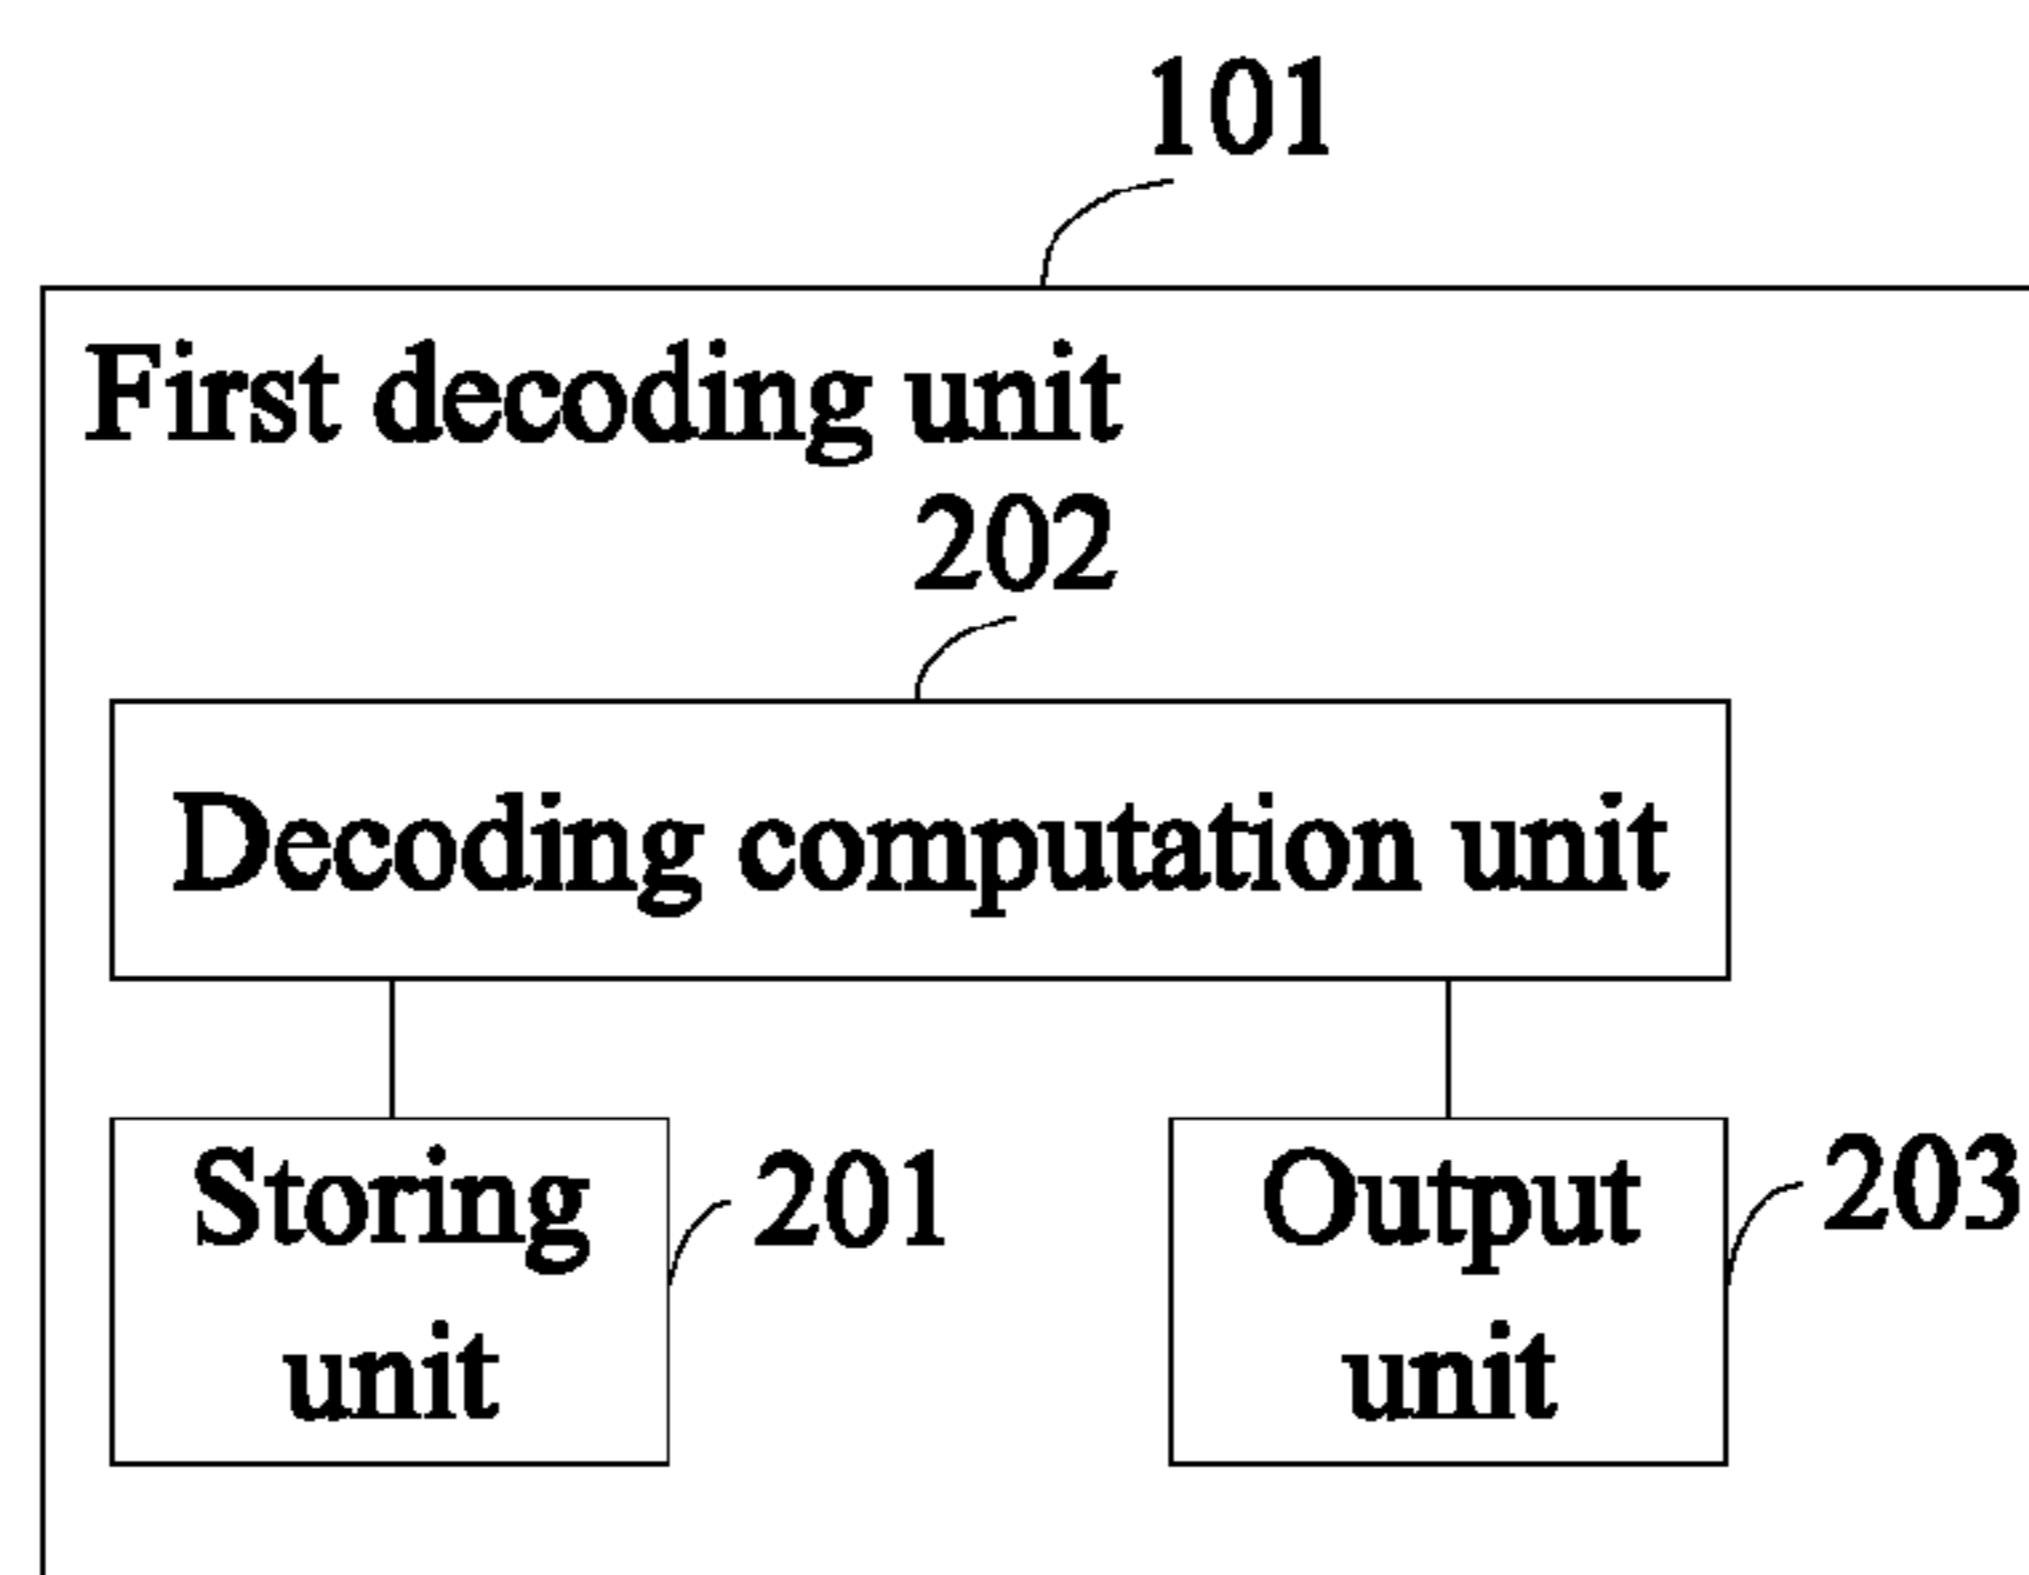 101
First decoding unit
202
Decoding computation unit
Storing
unit
201
Output
unit
203